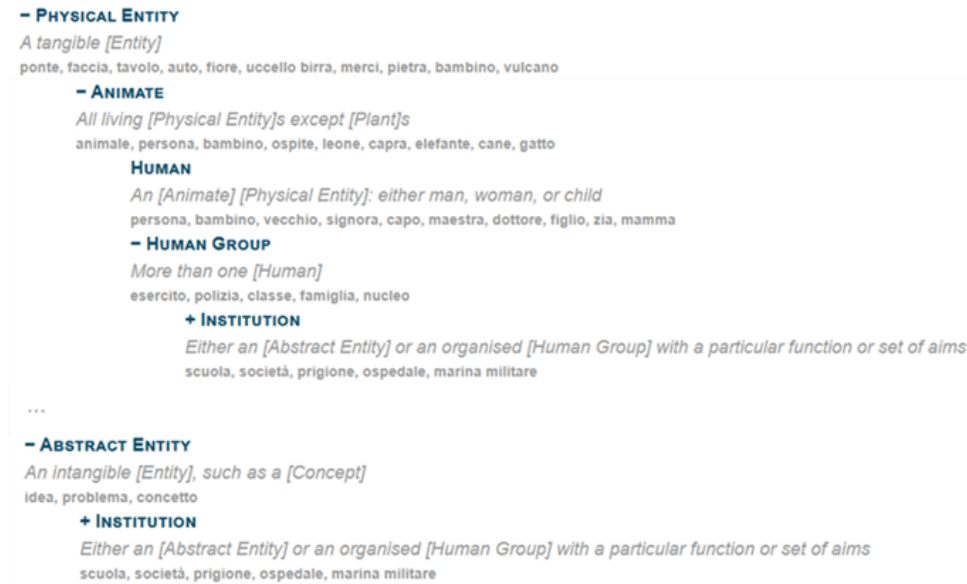 − PHYSICAL ENTITY
A tangible [Entity]
ponte, faccia, tavolo, auto, fiore, uccello birra, merci, pietra, bambino, vulcano
− ANIMATE
All living [Physical Entity]s except [Plant]s
animale, persona, bambino, ospite, leone, capra, elefante, cane, gatto
HUMAN
An [Animate] [Physical Entity]: either man, woman, or child
persona, bambino, vecchio, signora, capo, maestra, dottore, figlio, zia, mamma
− HUMAN GROUP
More than one [Human]
esercito, polizia, classe, famiglia, nucleo
+ INSTITUTION
Either an [Abstract Entity] or an organised [Human Group] with a particular function or set of aims
scuola, società, prigione, ospedale, marina militare
...
− ABSTRACT ENTITY
An intangible [Entity], such as a [Concept]
idea, problema, concetto
+ INSTITUTION
Either an [Abstract Entity] or an organised [Human Group] with a particular function or set of aims
scuola, società, prigione, ospedale, marina militare